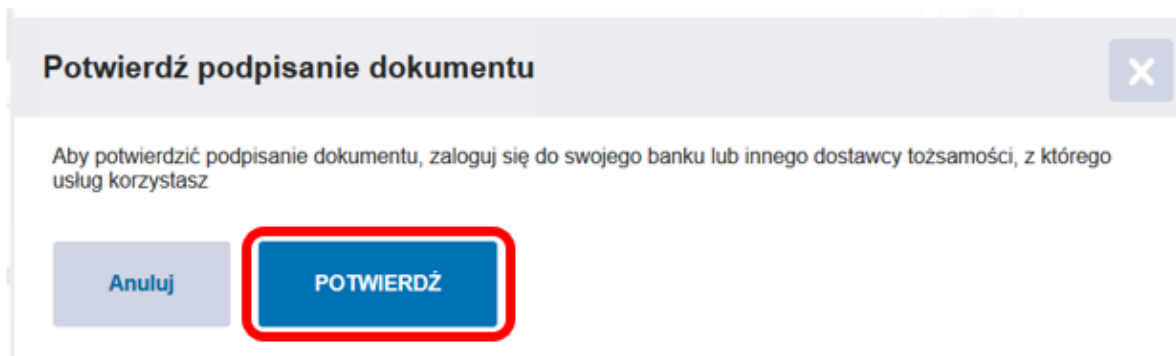 Potwierdź podpisanie dokumentu
Aby potwierdzić podpisanie dokumentu, zaloguj się do swojego banku lub innego dostawcy tożsamości, z którego
usług korzystasz
Anuluj
POTWIERDŹ